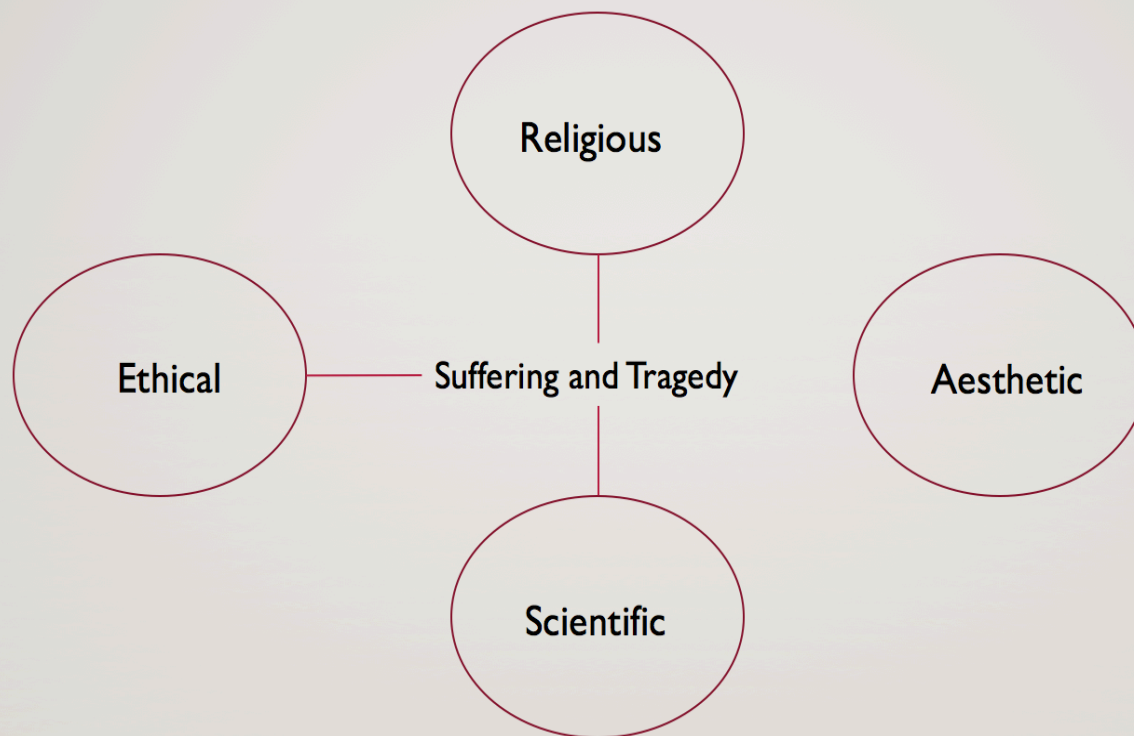 Religious
Ethical
Suffering and Tragedy
Aesthetic
Scientific